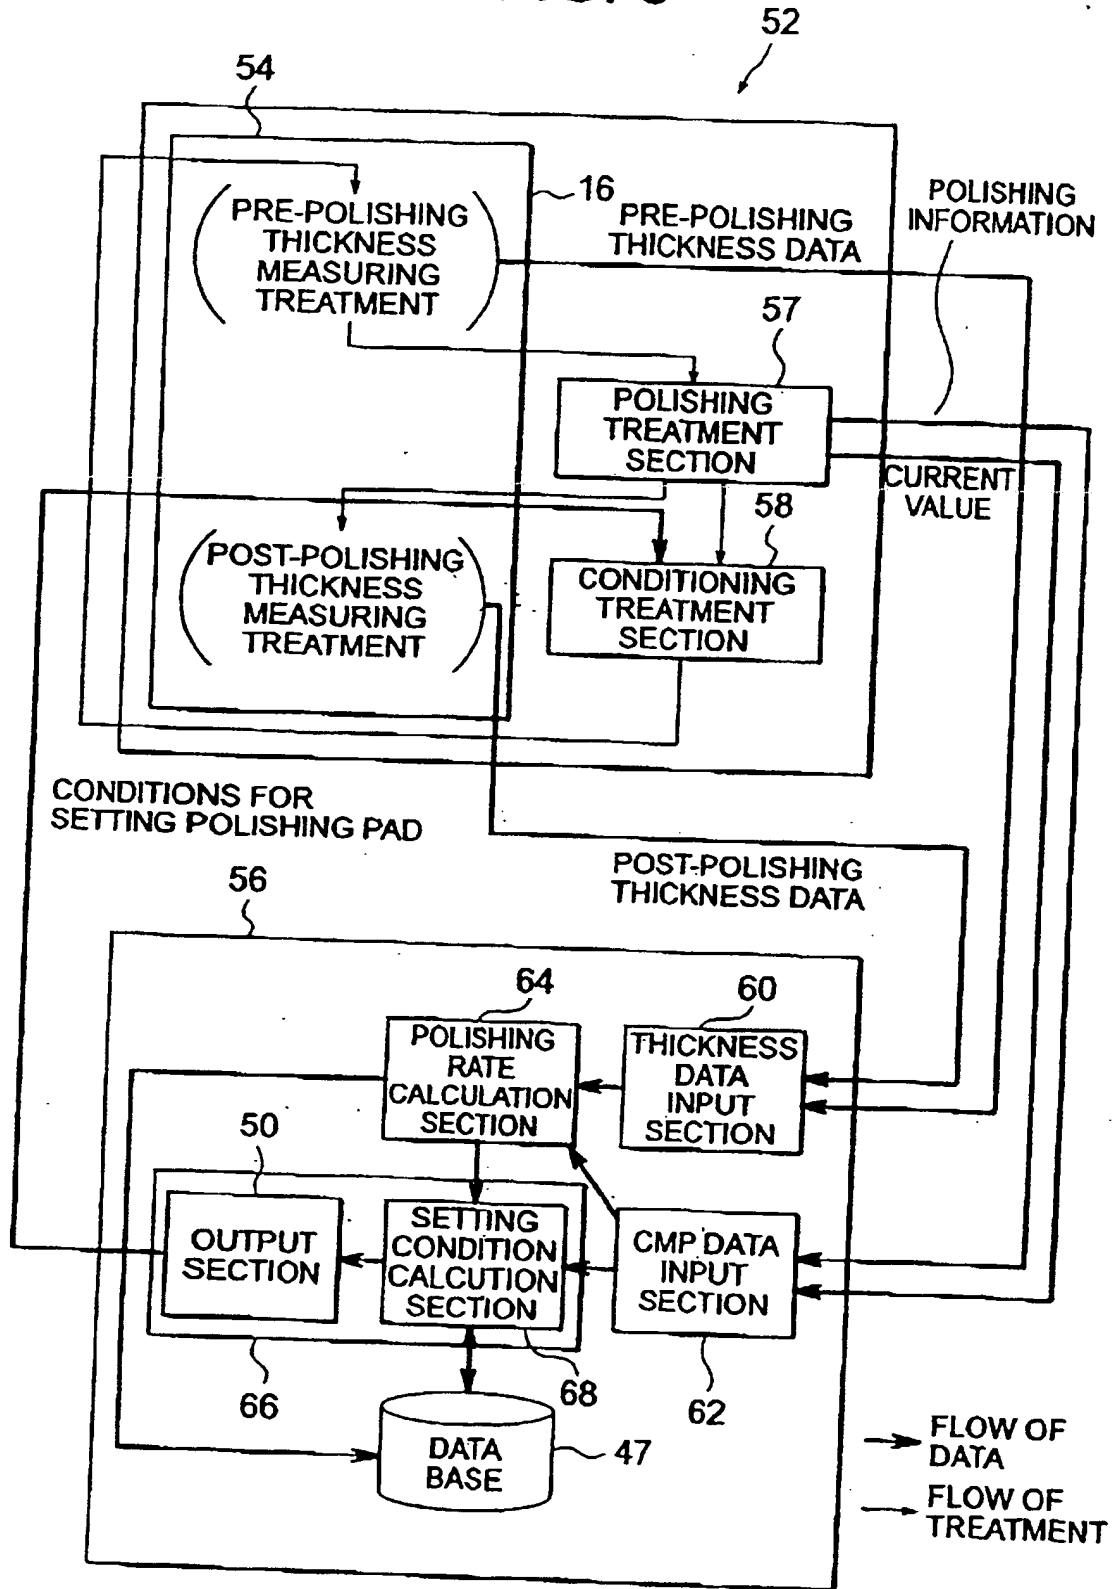 52
54
16
PRE-POLISHING
THICKNESS
MEASURING
TREATMENT
PRE-POLISHING
THICKNESS DATA
POLISHING
INFORMATION
57
POLISHING
TREATMENT
SECTION
CURRENT
VALUE
58
POST-POLISHING
THICKNESS
MEASURING
TREATMENT
CONDITIONING
TREATMENT
SECTION
CONDITIONS FOR
SETTING POLISHING PAD
POST-POLISHING
THICKNESS DATA
56
64
60
POLISHING
RATE
CALCULATION
SECTION
THICKNESS
DATA
INPUT
SECTION
50
OUTPUT
SECTION
SETTING
CONDITION
CALCUTION
SECTION
CMP DATA
INPUT
SECTION
66
68
62
DATA
BASE
47
FLOW OF
DATA
FLOW OF
TREATMENT